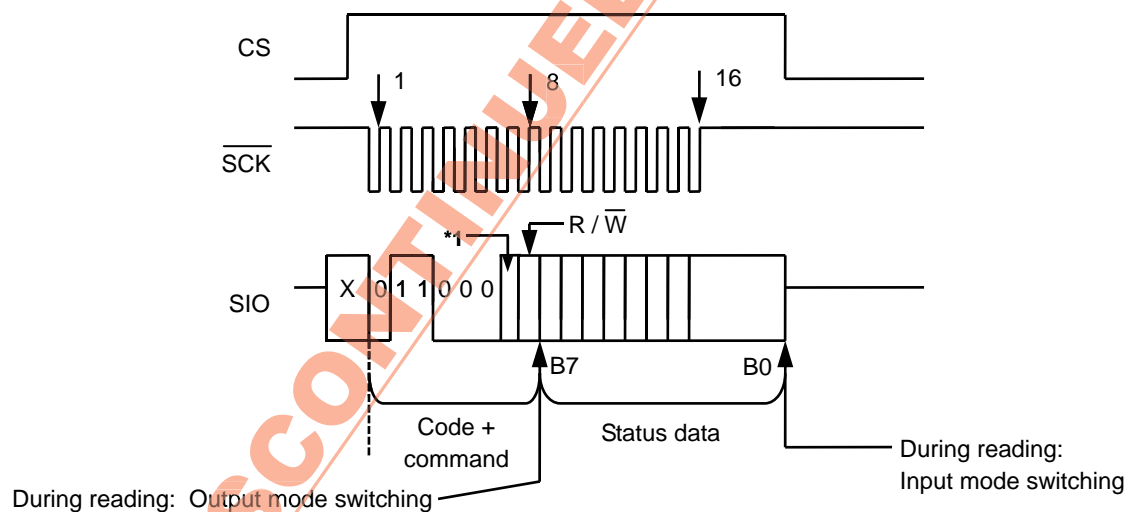 CS
1
8
16
SCK
R / W
*1
SIO
X 0 1 1 0 0 0
B7
B0
Code +
command
Status data
During reading:
Input mode switching
During reading: Output mode switching
SCONTINUED